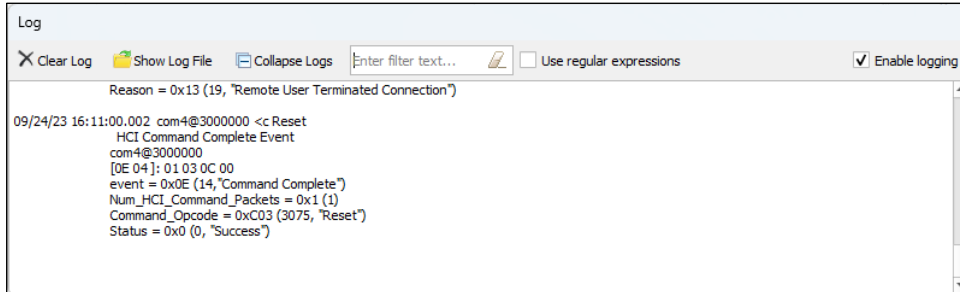 Log
Clear Log Show Log File Collapse Logs Enter filter text... Use regular expressions Enable logging
Reason = 0x13 (19, "Remote User Terminated Connection")
09/24/23 16:11:00.002 com4@3000000 <c Reset
HCI Command Complete Event
com4@3000000
[0E 04]: 01 03 0C 00
event = 0x0E (14,"Command Complete")
Num_HCI_Command_Packets = 0x1 (1)
Command_Opcode = 0xC03 (3075, "Reset")
Status = 0x0 (0, "Success")